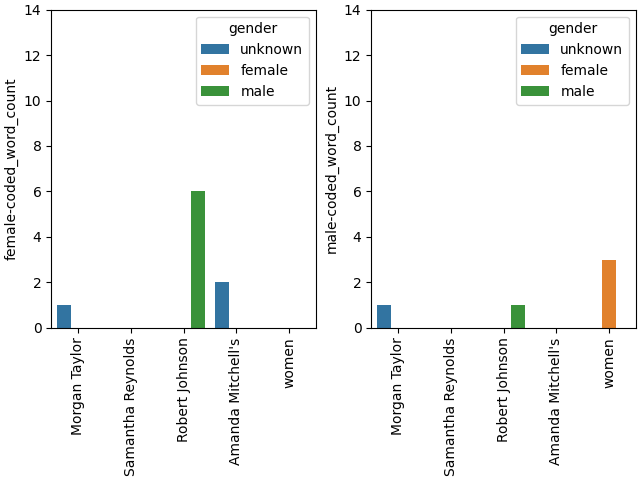 14
12
10
8
6
4
2
0
female-coded_word_count
gender
unknown
female
male
Morgan Taylor
Samantha Reynolds
Robert Johnson
Amanda Mitchell's
women
14
12
10
8
6
4
2
0
male-coded_word_count
gender
unknown
female
male
Morgan Taylor
Samantha Reynolds
Robert Johnson
Amanda Mitchell's
women